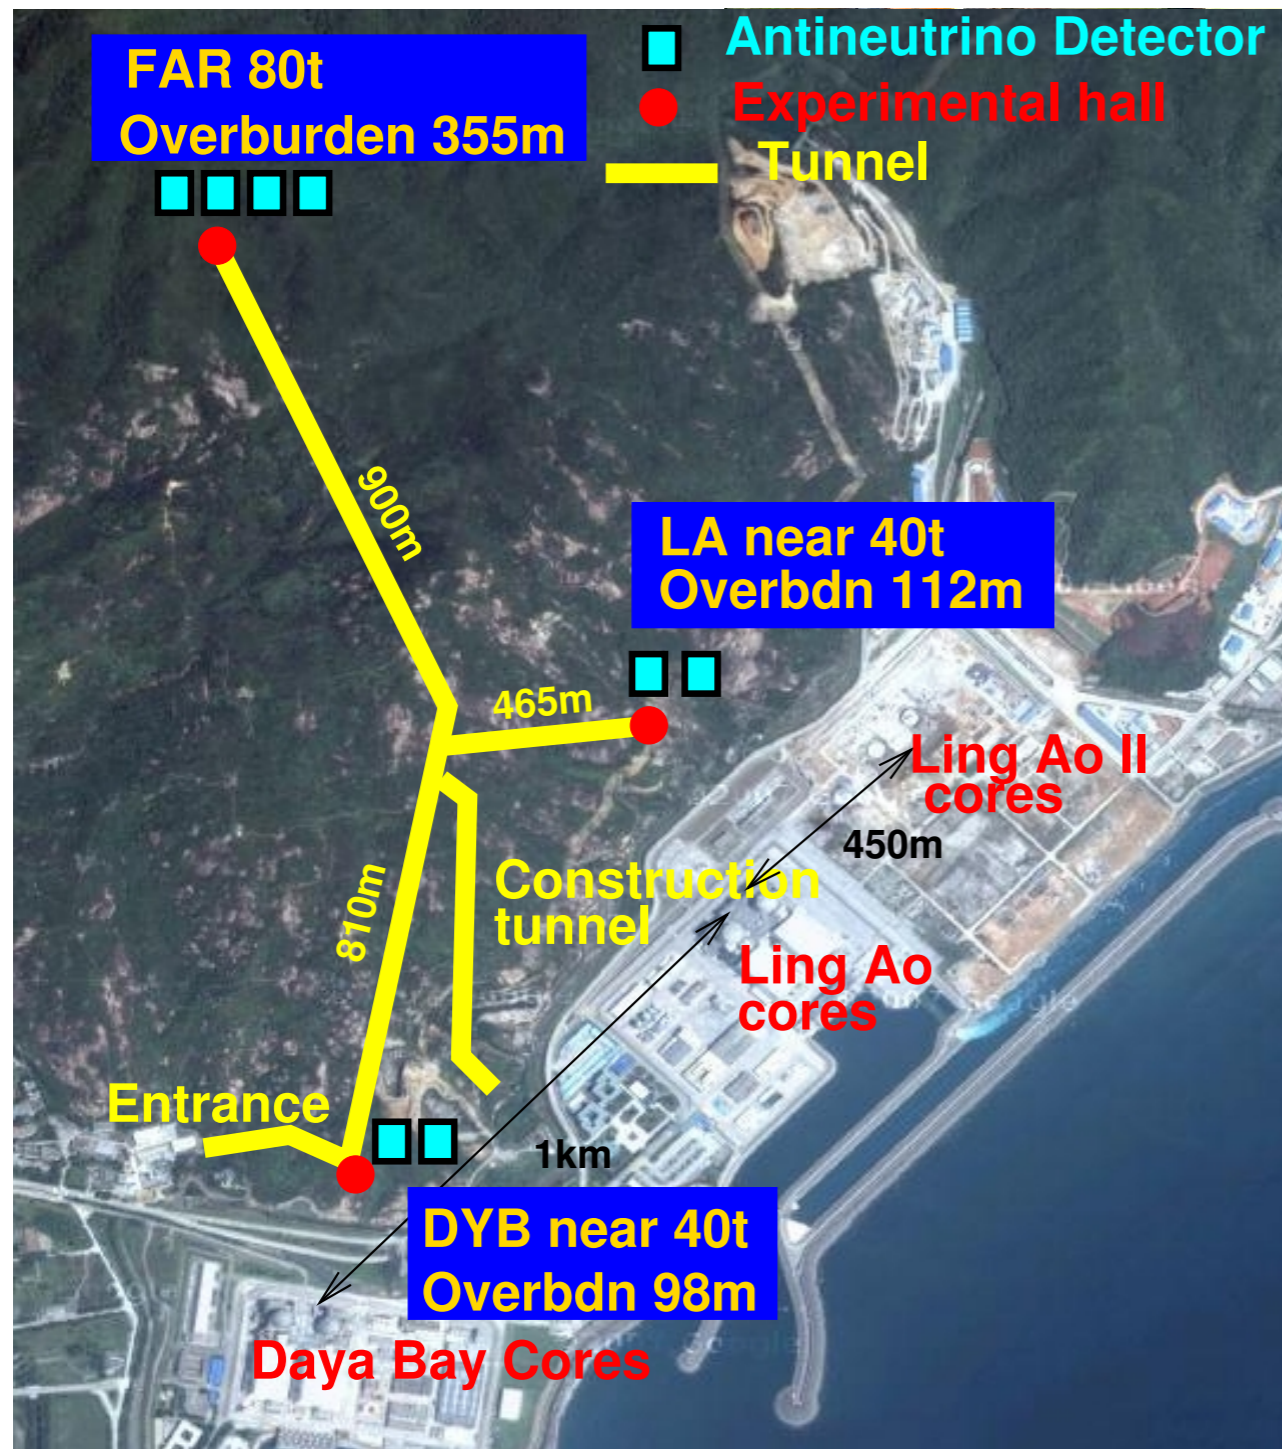 FAR 80t
Overburden 355m
Antineutrino Detector
Experimental hall
Tunnel
900m
LA near 40t
Overbdn 112m
465m
Ling Ao II
cores
450m
810m
Construction
tunnel
Ling Ao
cores
Entrance
1km
DYB near 40t
Overbdn 98m
Daya Bay Cores